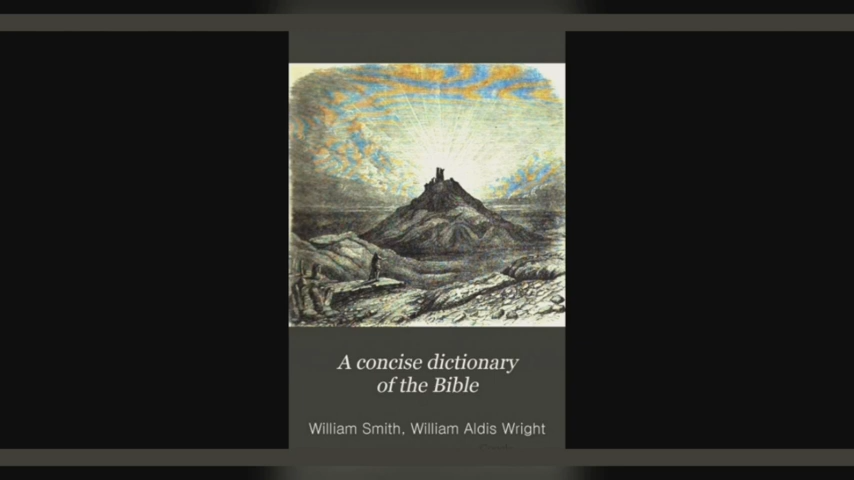 A concise dictionary
of the Bible
William Smith, William Aldis Wright